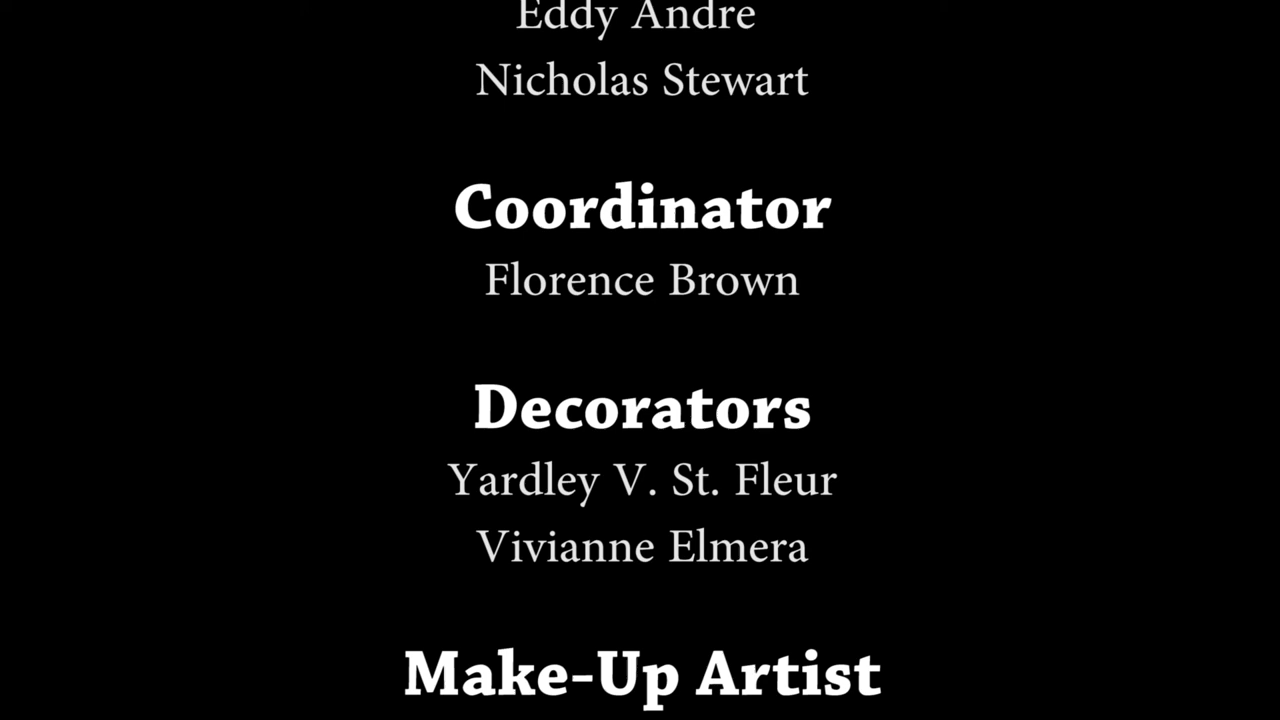 Eddy Andre
Nicholas Stewart
Coordinator
Florence Brown
Decorators
Yardley V. St. Fleur
Vivianne Elmera
Make-Up Artist